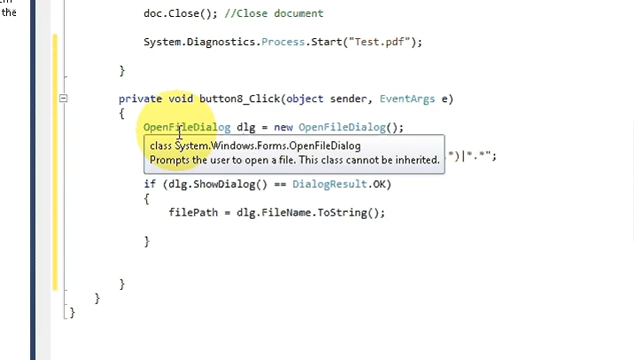 the
doc.Close(); //Close document
System.Diagnostics.Process.Start("Test.pdf");
}
private void button8_Click(object sender, EventArgs e)
{
OpenFileDialog dlg = new OpenFileDialog();
class System.Windows.Forms.OpenFileDialog
Prompts the user to open a file. This class cannot be inherited.
*)|*.*";
if (dlg.ShowDialog() == DialogResult.OK)
{
filePath = dlg.FileName.ToString();
}
}
}
}